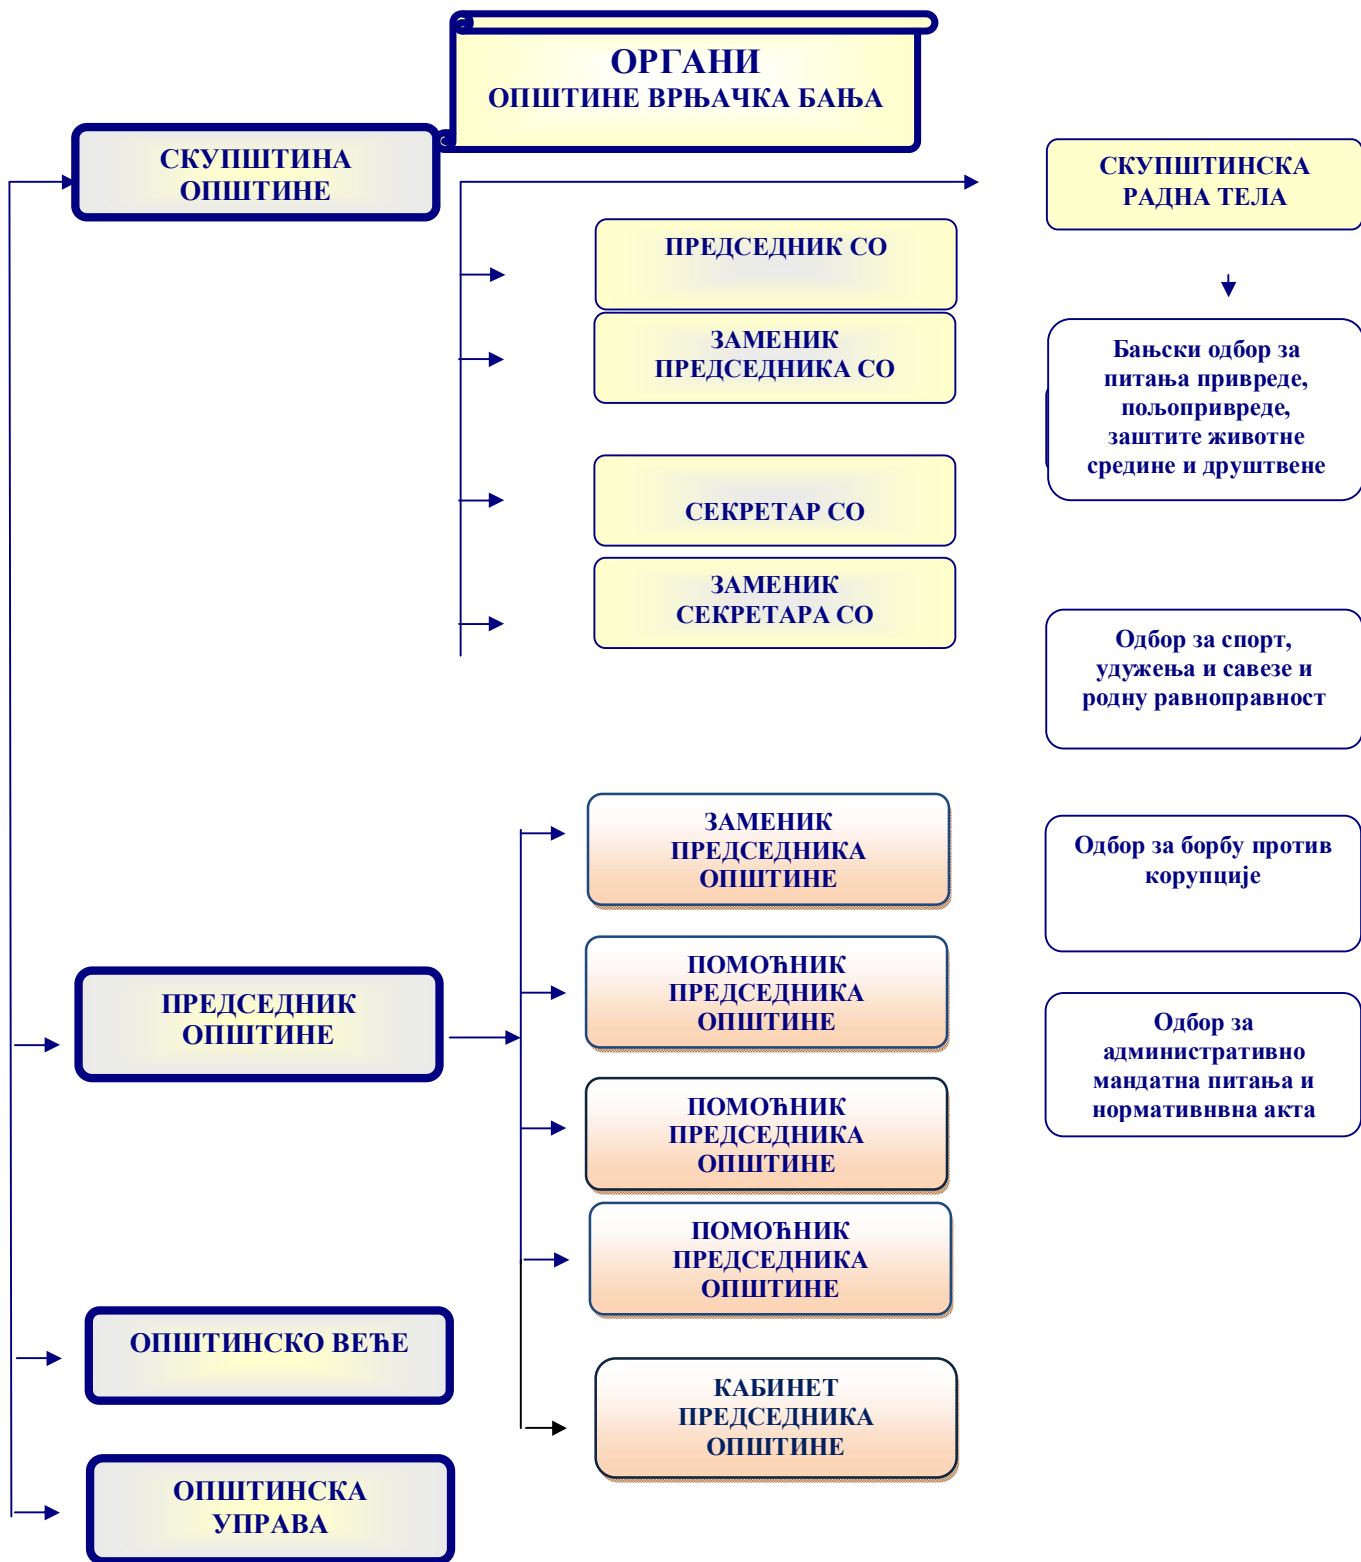 ОРГАНИ
ОПШТИНЕ ВРЊАЧКА БАЊА
СКУПШТИНА
ОПШТИНЕ
СКУПШТИНСКА
РАДНА ТЕЛА
ПРЕДСЕДНИК СО
ЗАМЕНИК
ПРЕДСЕДНИКА СО
СЕКРЕТАР СО
ЗАМЕНИК
СЕКРЕТАРА СО
Бањски одбор за
питања привреде,
пољопривреде,
заштите животне
средине и друштвене
Одбор за спорт,
удужења и савезе и
родну равноправност
Одбор за борбу против
корупције
Одбор за
административно
мандатна питања и
нормативнвна акта
ПРЕДСЕДНИК
ОПШТИНЕ
ЗАМЕНИК
ПРЕДСЕДНИКА
ОПШТИНЕ
ПОМОЋНИК
ПРЕДСЕДНИКА
ОПШТИНЕ
ПОМОЋНИК
ПРЕДСЕДНИКА
ОПШТИНЕ
ПОМОЋНИК
ПРЕДСЕДНИКА
ОПШТИНЕ
КАБИНЕТ
ПРЕДСЕДНИКА
ОПШТИНЕ
ОПШТИНСКО ВЕЋЕ
ОПШТИНСКА
УПРАВА